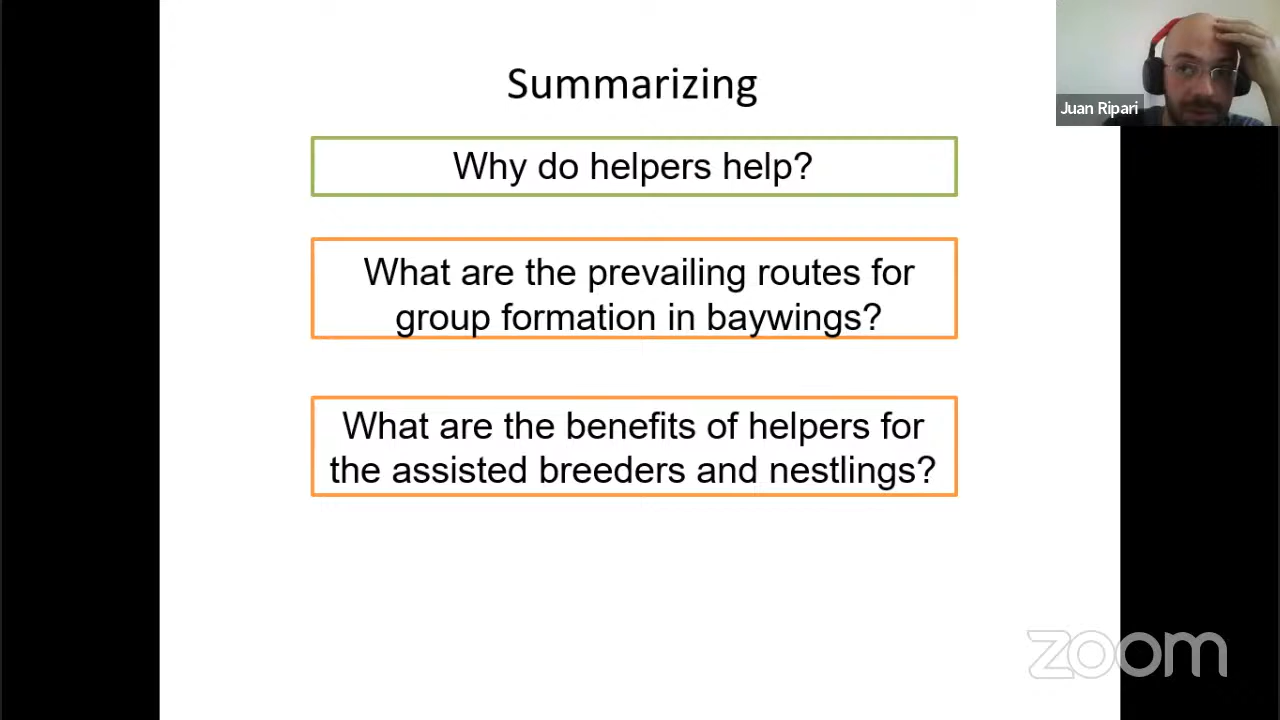 Summarizing
Juan Ripari
Why do helpers help?
What are the prevailing routes for
group formation in baywings?
What are the benefits of helpers for
the assisted breeders and nestlings?
zoom